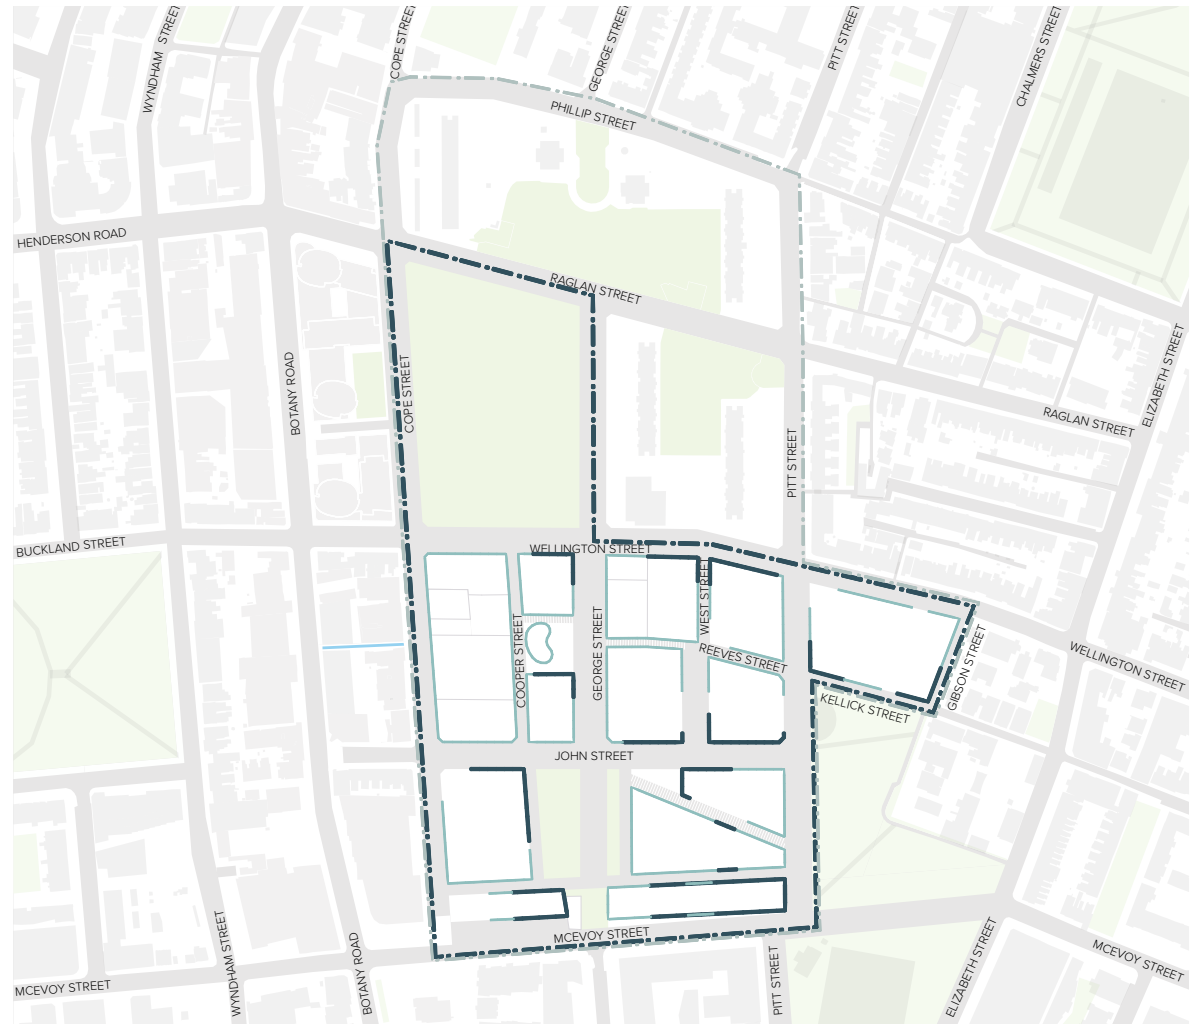 WYNDHAM STREET
COPE STREET
GEORGE STREET
PITT STREET
CHALMERS STREET
PHILLIP STREET
HENDERSON ROAD
RAGLAN STREET
BOTANY ROAD
COPE STREET
ELIZABETH STREET
RAGLAN STREET
PITT STREET
BUCKLAND STREET
WELLINGTON STREET
WEST STREET
COOPER STREET
GEORGE STREET
REEVES STREET
GIBSON STREET
WELLINGTON STREET
KELLICK STREET
JOHN STREET
MCEVOY STREET
WYNDHAM STREET
BOTANY ROAD
MCEVOY STREET
PITT STREET
ELIZABETH STREET
MCEVOY STREET